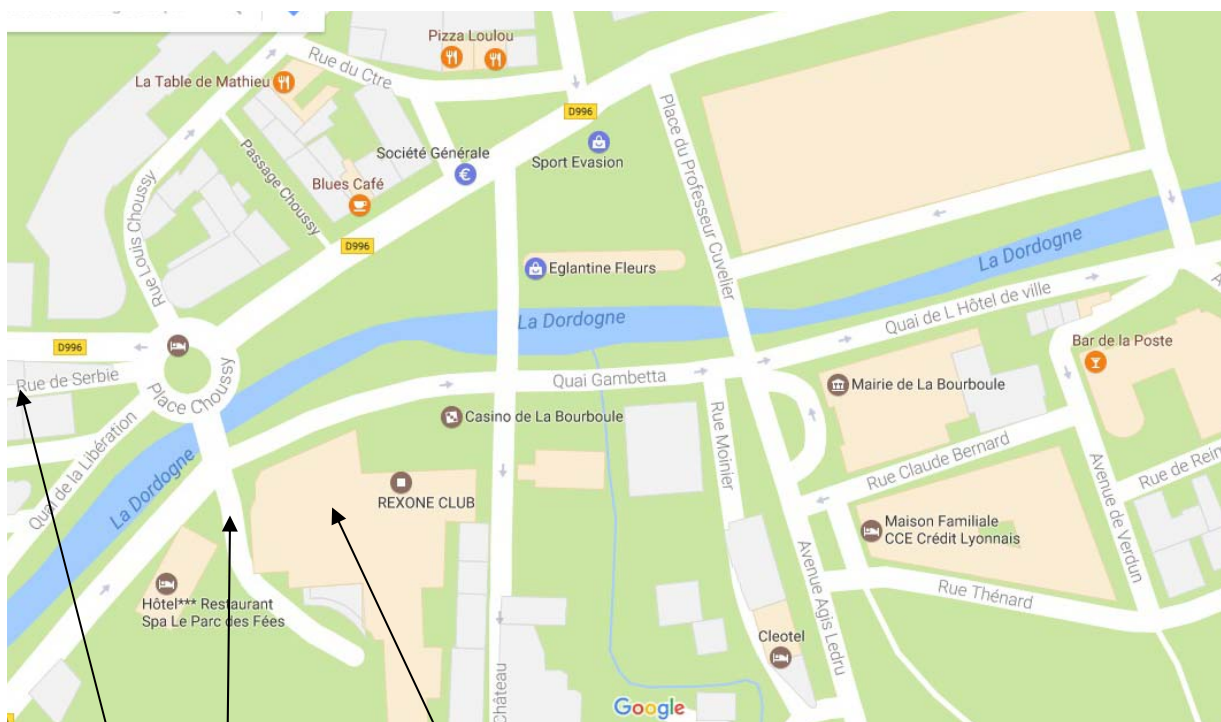 Pizza Loulou
Rue du Ctre
La Table de Mathieu
D996
Place du Professeur Cuvelier
Société Générale
Sport Evasion
Passage Choussy
Blues Café
Rue Louis Choussy
D996
Eglantine Fleurs
La Dordogne
La Dordogne
Quai de L Hôtel de ville
D996
Bar de la Poste
Rue de Serbie
Place Choussy
Quai Gambetta
Mairie de La Bourboule
Casino de La Bourboule
Quai de la Libération
Rue Moinier
Rue Claude Bernard
La Dordogne
REXONE CLUB
Avenue de Verdun
Rue de Rein
Maison Familiale
CCE Crédit Lyonnais
Avenue Agis Ledru
Hôtel*** Restaurant
Spa Le Parc des Fées
Rue Thénard
Cleotel
Château
Google